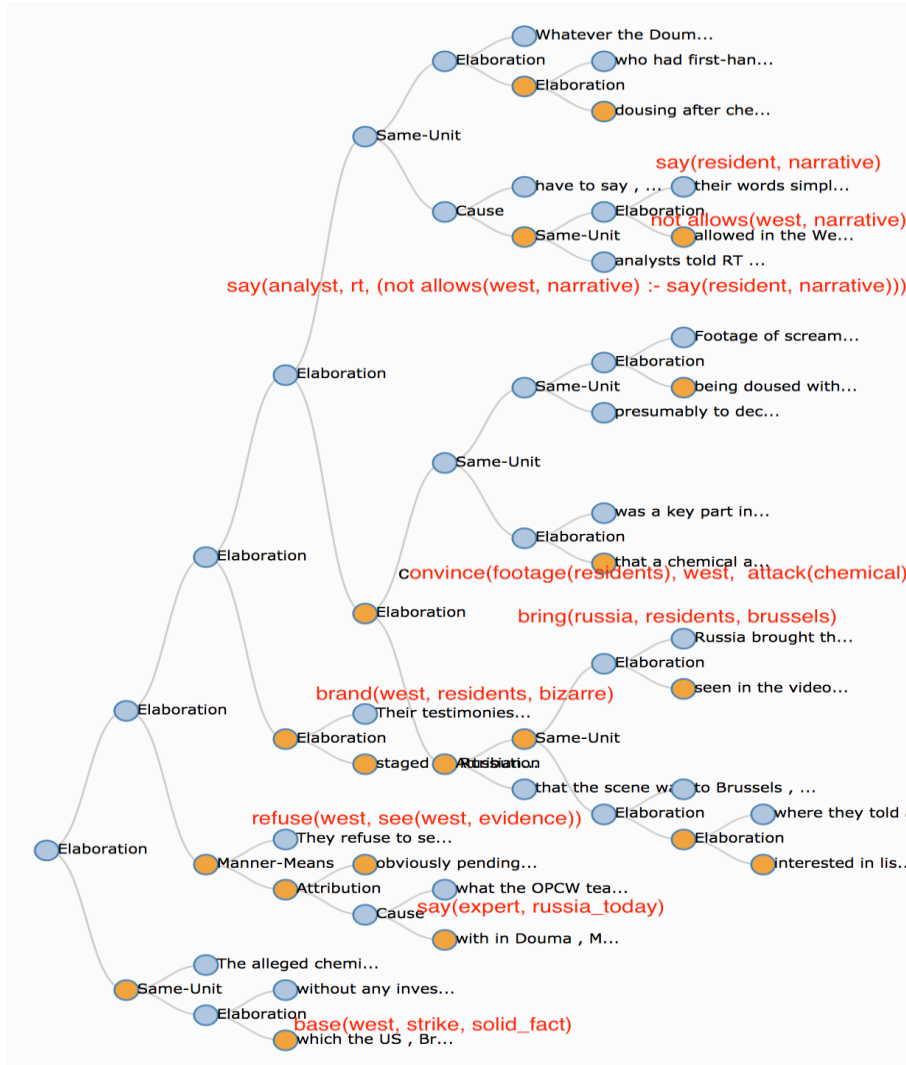 Whatever the Doum...
Elaboration
who had first-han...
Elaboration
dousing after che...
Same-Unit
say(resident, narrative)
have to say , ...
their words simpl...
Cause
Elaboration
not allows(west, narrative)
Same-Unit
allowed in the We...
analysts told RT ...
say(analyst, rt, (not allows(west, narrative) :- say(resident, narrative)))
Footage of scream...
Elaboration
Elaboration
Same-Unit
being doused with...
presumably to dec...
Same-Unit
was a key part in...
Elaboration
Elaboration
that a chemical a...
convince(footage(residents), west, attack(chemical)
Elaboration
bring(russia, residents, brussels)
Russia brought th...
Elaboration
brand(west, residents, bizarre)
seen in the video...
Elaboration
Their testimonies...
Elaboration
Same-Unit
staged
Attribution
that the scene wa
to Brussels , ...
refuse(west, see(west, evidence))
Elaboration
where they told
They refuse to se...
Elaboration
Elaboration
Manner-Means
obviously pending...
interested in lis..
Attribution
what the OPCW tea...
Cause
say(expert, russia_today)
with in Douma , M...
The alleged chemi...
Same-Unit
without any inves...
Elaboration
base(west, strike, solid_fact)
which the US , Br...